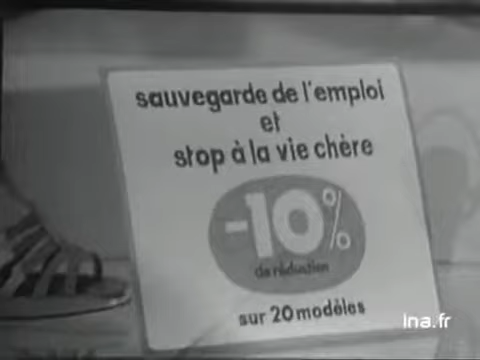 sauvegarde de l'emploi
et
stop à la vie chère
-10%
de réduction
sur 20 modèles
ina.fr